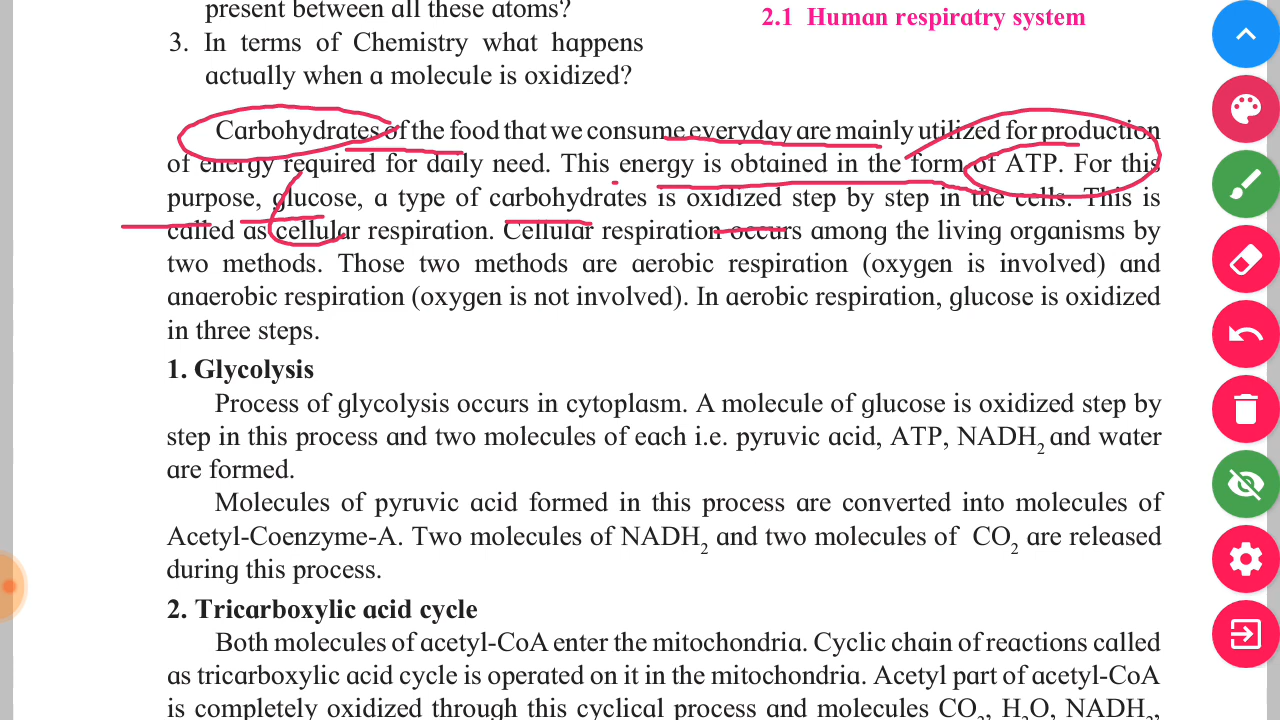 present between all these atoms?
2.1 Human respiratry system
3. In terms of Chemistry what happens
actually when a molecule is oxidized?
Carbohydrates of the food that we consume everyday are mainly utilized for production
of energy required for daily need. This energy is obtained in the form of ATP. For this
purpose, glucose, a type of carbohydrates is oxidized step by step in the cells. This is
called as cellular respiration. Cellular respiration occurs among the living organisms by
two methods. Those two methods are aerobic respiration (oxygen is involved) and
anaerobic respiration (oxygen is not involved). In aerobic respiration, glucose is oxidized
in three steps.
1. Glycolysis
Process of glycolysis occurs in cytoplasm. A molecule of glucose is oxidized step by
step in this process and two molecules of each i.e. pyruvic acid, ATP, NADH₂ and water
are formed.
Molecules of pyruvic acid formed in this process are converted into molecules of
Acetyl-Coenzyme-A. Two molecules of NADH₂ and two molecules of CO₂ are released
during this process.
2. Tricarboxylic acid cycle
Both molecules of acetyl-CoA enter the mitochondria. Cyclic chain of reactions called
as tricarboxylic acid cycle is operated on it in the mitochondria. Acetyl part of acetyl-CoA
is completely oxidized through this cyclical process and molecules CO₂, H₂O, NADH₂,